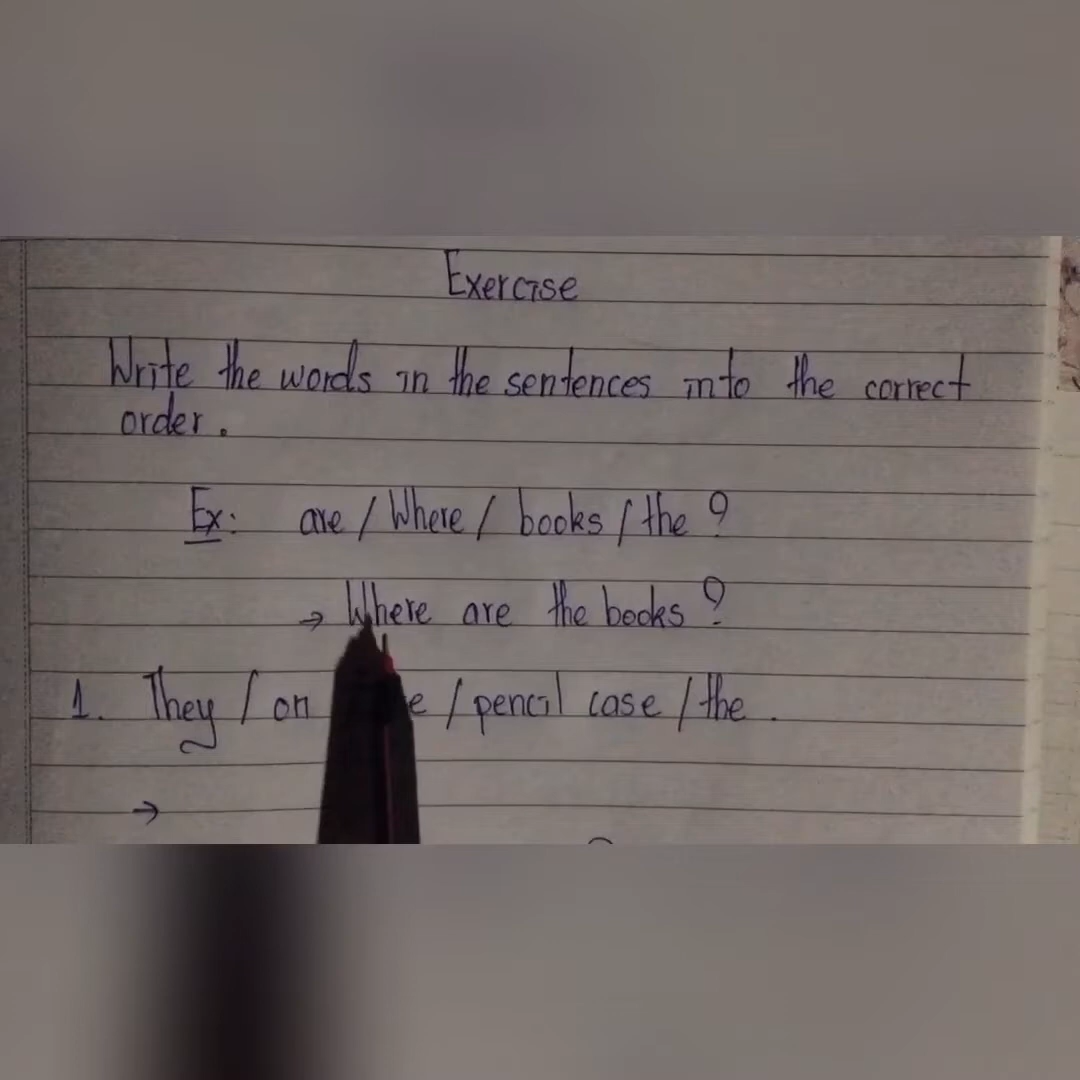 Exercise
Write the words in the sentences into the correct
order.
Ex: are / Where / books / the ?
→ Where are the books ?
1. They / on / pencil case / the .
→